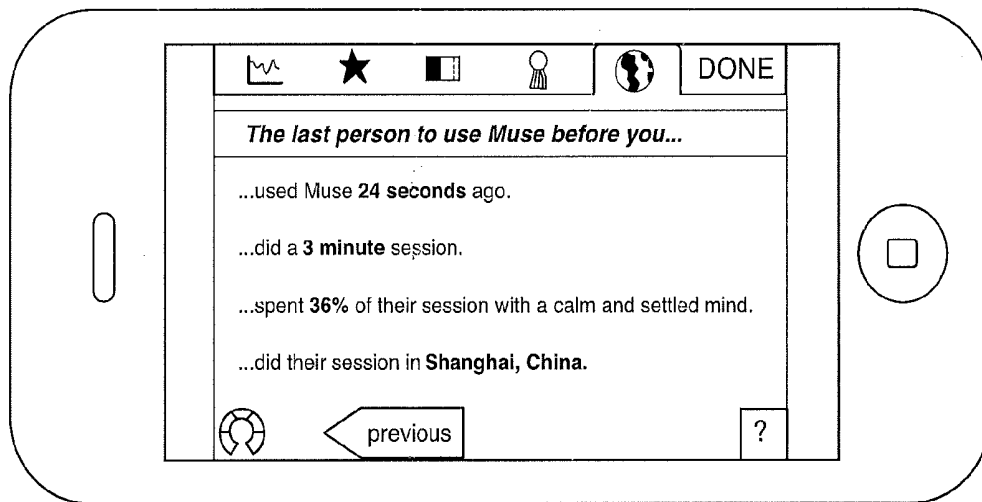 DONE
The last person to use Muse before you...
...used Muse 24 seconds ago.
...did a 3 minute session.
...spent 36% of their session with a calm and settled mind.
...did their session in Shanghai, China.
previous
?